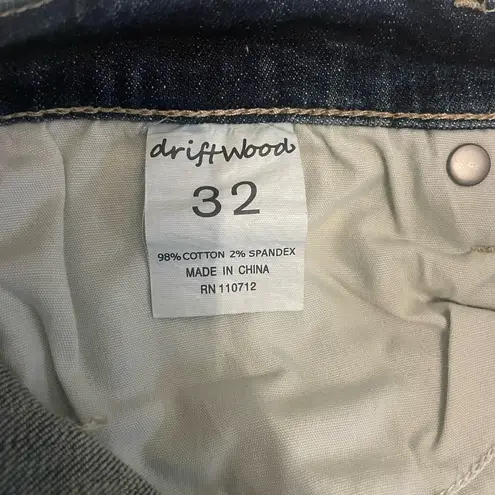 driftwood
32
98% COTTON 2% SPANDEX
MADE IN CHINA
RN 110712